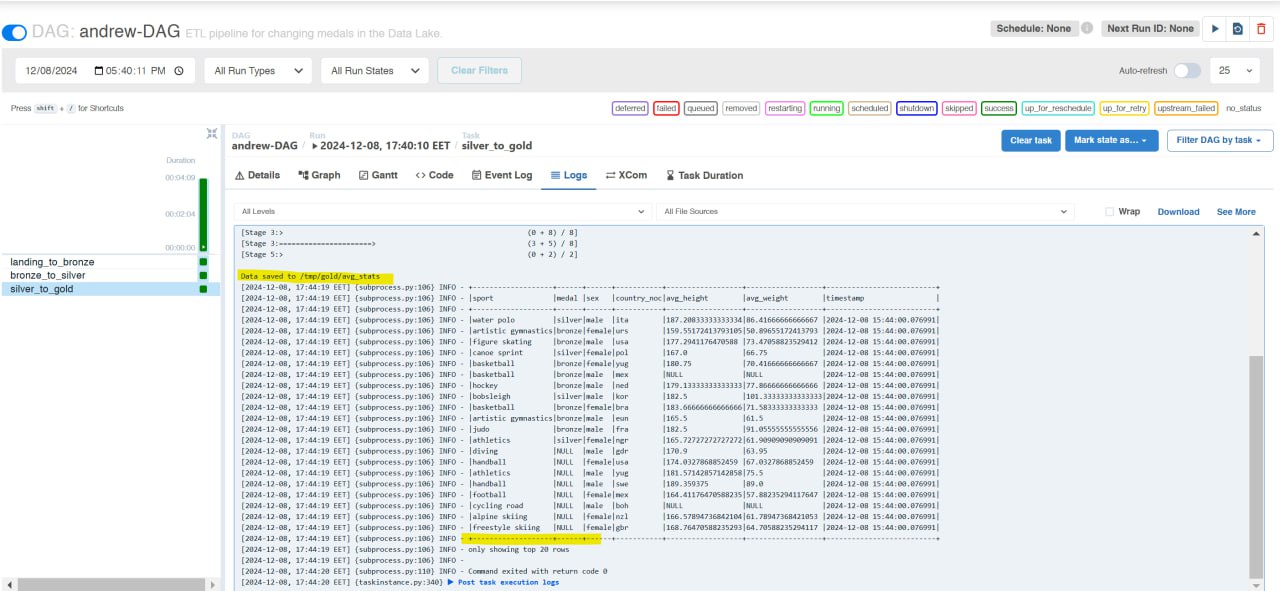 DAG: andrew-DAG ETL pipeline for changing medals in the Data Lake. Schedule: None Next Run ID: None
12/08/2024 05:40:11 PM All Run Types All Run States Clear Filters Auto-refresh 25
Press shift + / for Shortcuts deferred failed queued removed restarting running scheduled shutdown skipped success up_for_reschedule up_for_retry upstream_failed no_status
DAG Run Task
andrew-DAG / 2024-12-08, 17:40:10 EET / silver_to_gold Clear task Mark state as... Filter DAG by task
Duration
00:04:09
00:02:04
00:00:00
landing_to_bronze
bronze_to_silver
silver_to_gold
Details Graph Gantt Code Event Log Logs XCom Task Duration
All Levels All File Sources Wrap Download See More
[Stage 3:> (0 + 8) / 8]
[Stage 3:======================> (3 + 5) / 8]
[Stage 5:> (0 + 2) / 2]
Data saved to /tmp/gold/avg_stats
[2024-12-08, 17:44:19 EET] {subprocess.py:106} INFO - +-------------------+------+------+-----------+------------------+------------------+--------------------------+
[2024-12-08, 17:44:19 EET] {subprocess.py:106} INFO - |sport |medal |sex |country_noc|avg_height |avg_weight |timestamp |
[2024-12-08, 17:44:19 EET] {subprocess.py:106} INFO - +-------------------+------+------+-----------+------------------+------------------+--------------------------+
[2024-12-08, 17:44:19 EET] {subprocess.py:106} INFO - |water polo |silver|male |ita |187.20833333333334|86.41666666666667 |2024-12-08 15:44:00.076991|
[2024-12-08, 17:44:19 EET] {subprocess.py:106} INFO - |artistic gymnastics|bronze|female|urs |159.55172413793105|50.89655172413793 |2024-12-08 15:44:00.076991|
[2024-12-08, 17:44:19 EET] {subprocess.py:106} INFO - |figure skating |bronze|male |usa |177.2941176470588 |73.47058823529412 |2024-12-08 15:44:00.076991|
[2024-12-08, 17:44:19 EET] {subprocess.py:106} INFO - |canoe sprint |silver|female|pol |167.0 |66.75 |2024-12-08 15:44:00.076991|
[2024-12-08, 17:44:19 EET] {subprocess.py:106} INFO - |basketball |bronze|female|yug |180.75 |70.41666666666667 |2024-12-08 15:44:00.076991|
[2024-12-08, 17:44:19 EET] {subprocess.py:106} INFO - |basketball |bronze|male |mex |NULL |NULL |2024-12-08 15:44:00.076991|
[2024-12-08, 17:44:19 EET] {subprocess.py:106} INFO - |hockey |bronze|male |ned |179.13333333333333|77.86666666666666 |2024-12-08 15:44:00.076991|
[2024-12-08, 17:44:19 EET] {subprocess.py:106} INFO - |bobsleigh |silver|male |kor |182.5 |101.33333333333333|2024-12-08 15:44:00.076991|
[2024-12-08, 17:44:19 EET] {subprocess.py:106} INFO - |basketball |bronze|female|bra |183.66666666666666|71.58333333333333 |2024-12-08 15:44:00.076991|
[2024-12-08, 17:44:19 EET] {subprocess.py:106} INFO - |artistic gymnastics|bronze|male |eun |165.5 |61.5 |2024-12-08 15:44:00.076991|
[2024-12-08, 17:44:19 EET] {subprocess.py:106} INFO - |judo |bronze|male |fra |182.5 |91.05555555555556 |2024-12-08 15:44:00.076991|
[2024-12-08, 17:44:19 EET] {subprocess.py:106} INFO - |athletics |silver|female|ngr |165.72727272727272|61.90909090909091 |2024-12-08 15:44:00.076991|
[2024-12-08, 17:44:19 EET] {subprocess.py:106} INFO - |diving |NULL |male |gdr |170.9 |63.95 |2024-12-08 15:44:00.076991|
[2024-12-08, 17:44:19 EET] {subprocess.py:106} INFO - |handball |NULL |female|usa |174.0327868852459 |67.0327868852459 |2024-12-08 15:44:00.076991|
[2024-12-08, 17:44:19 EET] {subprocess.py:106} INFO - |athletics |NULL |male |yug |181.57142857142858|75.5 |2024-12-08 15:44:00.076991|
[2024-12-08, 17:44:19 EET] {subprocess.py:106} INFO - |handball |NULL |male |swe |189.359375 |89.0 |2024-12-08 15:44:00.076991|
[2024-12-08, 17:44:19 EET] {subprocess.py:106} INFO - |football |NULL |female|mex |164.41176470588235|57.88235294117647 |2024-12-08 15:44:00.076991|
[2024-12-08, 17:44:19 EET] {subprocess.py:106} INFO - |cycling road |NULL |male |boh |NULL |NULL |2024-12-08 15:44:00.076991|
[2024-12-08, 17:44:19 EET] {subprocess.py:106} INFO - |alpine skiing |NULL |female|nzl |166.57894736842104|61.78947368421053 |2024-12-08 15:44:00.076991|
[2024-12-08, 17:44:19 EET] {subprocess.py:106} INFO - |freestyle skiing |NULL |female|gbr |168.76470588235293|64.70588235294117 |2024-12-08 15:44:00.076991|
[2024-12-08, 17:44:19 EET] {subprocess.py:106} INFO - +-------------------+------+------+-----------+------------------+------------------+--------------------------+
[2024-12-08, 17:44:19 EET] {subprocess.py:106} INFO - only showing top 20 rows
[2024-12-08, 17:44:19 EET] {subprocess.py:106} INFO -
[2024-12-08, 17:44:20 EET] {subprocess.py:110} INFO - Command exited with return code 0
[2024-12-08, 17:44:20 EET] {taskinstance.py:340} ▶ Post task execution logs